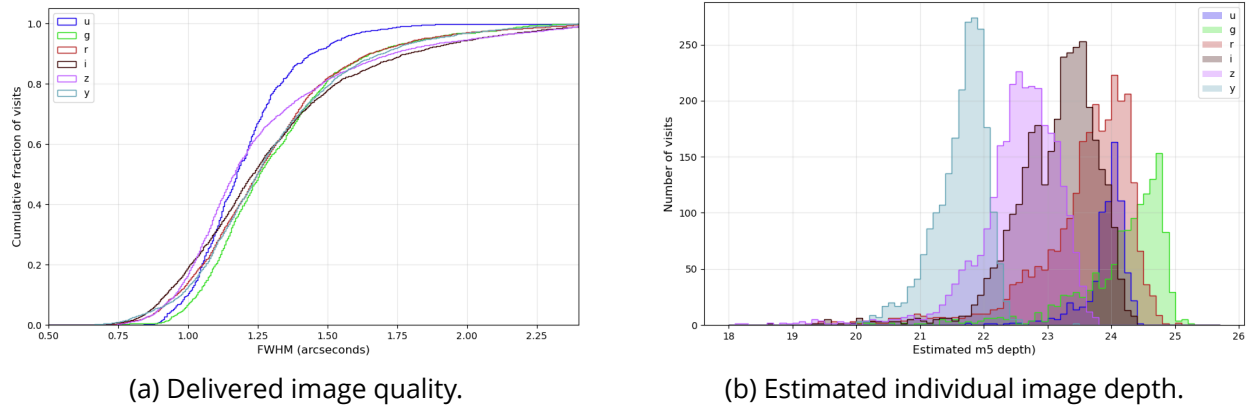 1.0
0.8
0.6
0.4
0.2
0.0
Cumulative fraction of visits
u
g
r
i
z
y
0.50 0.75 1.00 1.25 1.50 1.75 2.00 2.25
FWHM (arcseconds)
(a) Delivered image quality.
250
200
150
100
50
0
Number of visits
u
g
r
i
z
y
18 19 20 21 22 23 24 25 26
Estimated m5 depth)
(b) Estimated individual image depth.